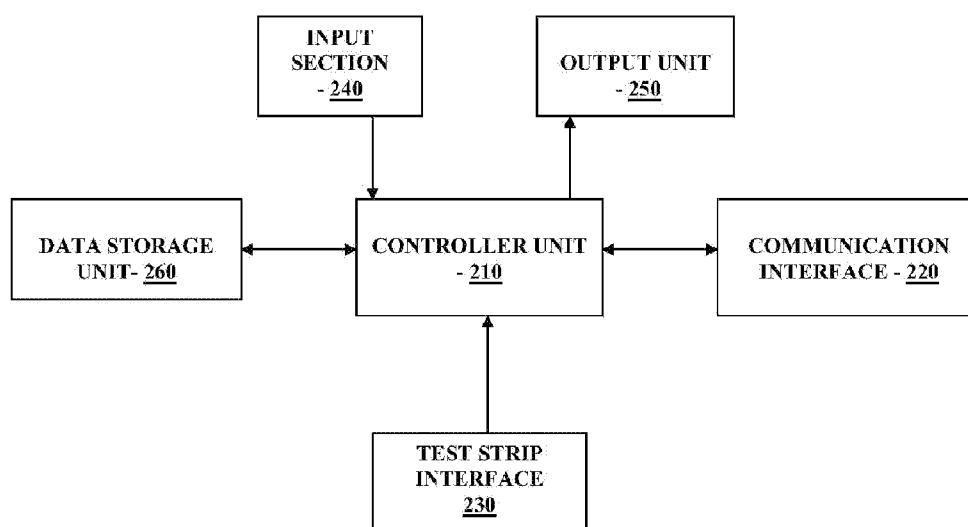 INPUT
SECTION
- 240
OUTPUT UNIT
- 250
DATA STORAGE
UNIT- 260
CONTROLLER UNIT
- 210
COMMUNICATION
INTERFACE - 220
TEST STRIP
INTERFACE
230